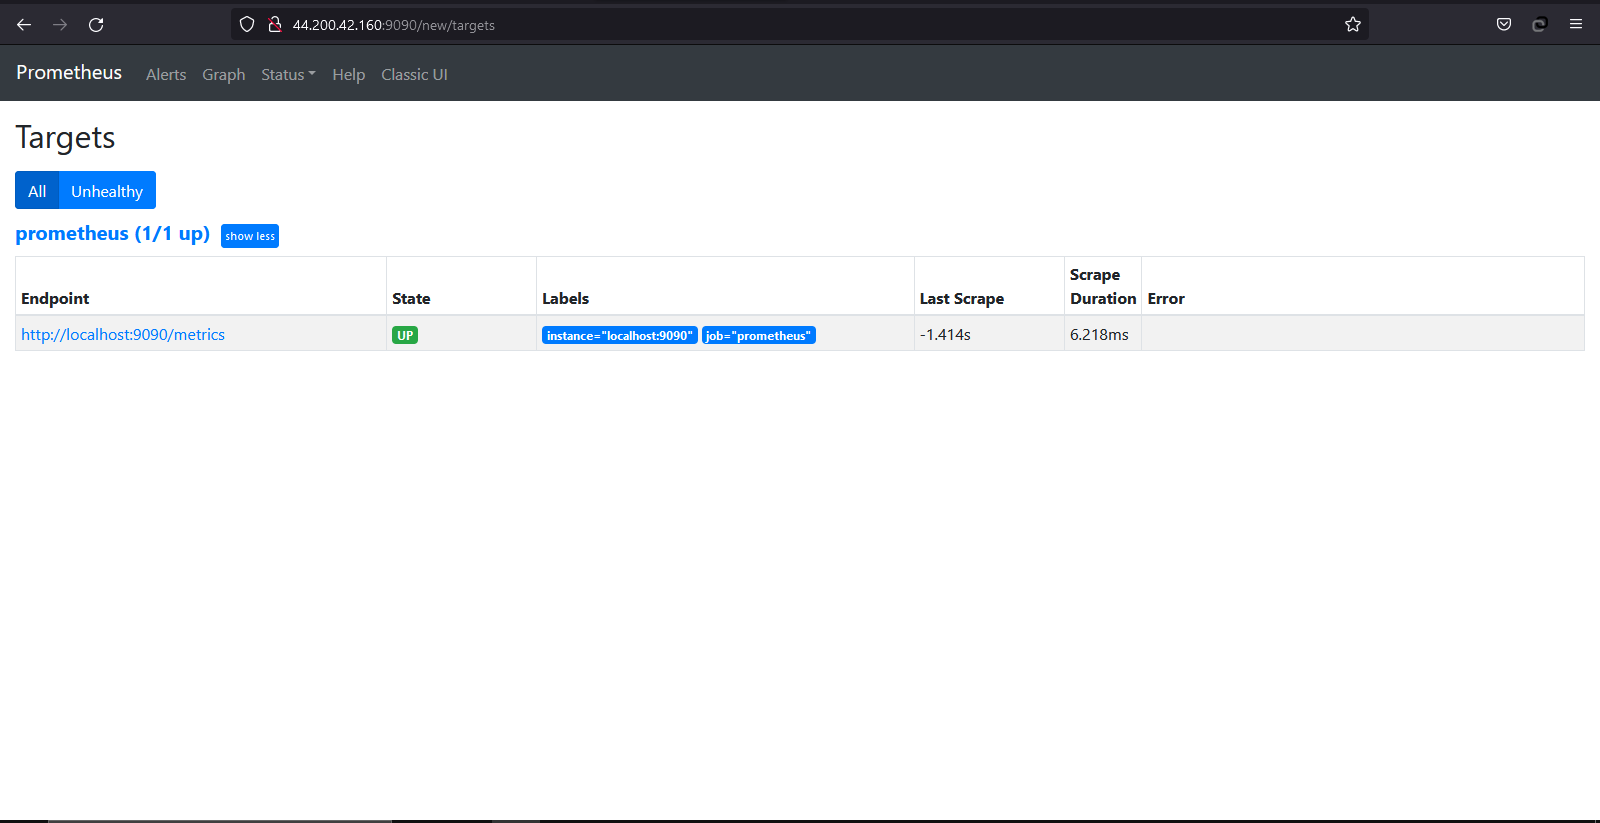 44.200.42.160:9090/new/targets
Prometheus Alerts Graph Status Help Classic UI
Targets
All Unhealthy
prometheus (1/1 up) show less
Endpoint State Labels Last Scrape Scrape Duration Error
http://localhost:9090/metrics UP instance="localhost:9090" job="prometheus" -1.414s 6.218ms